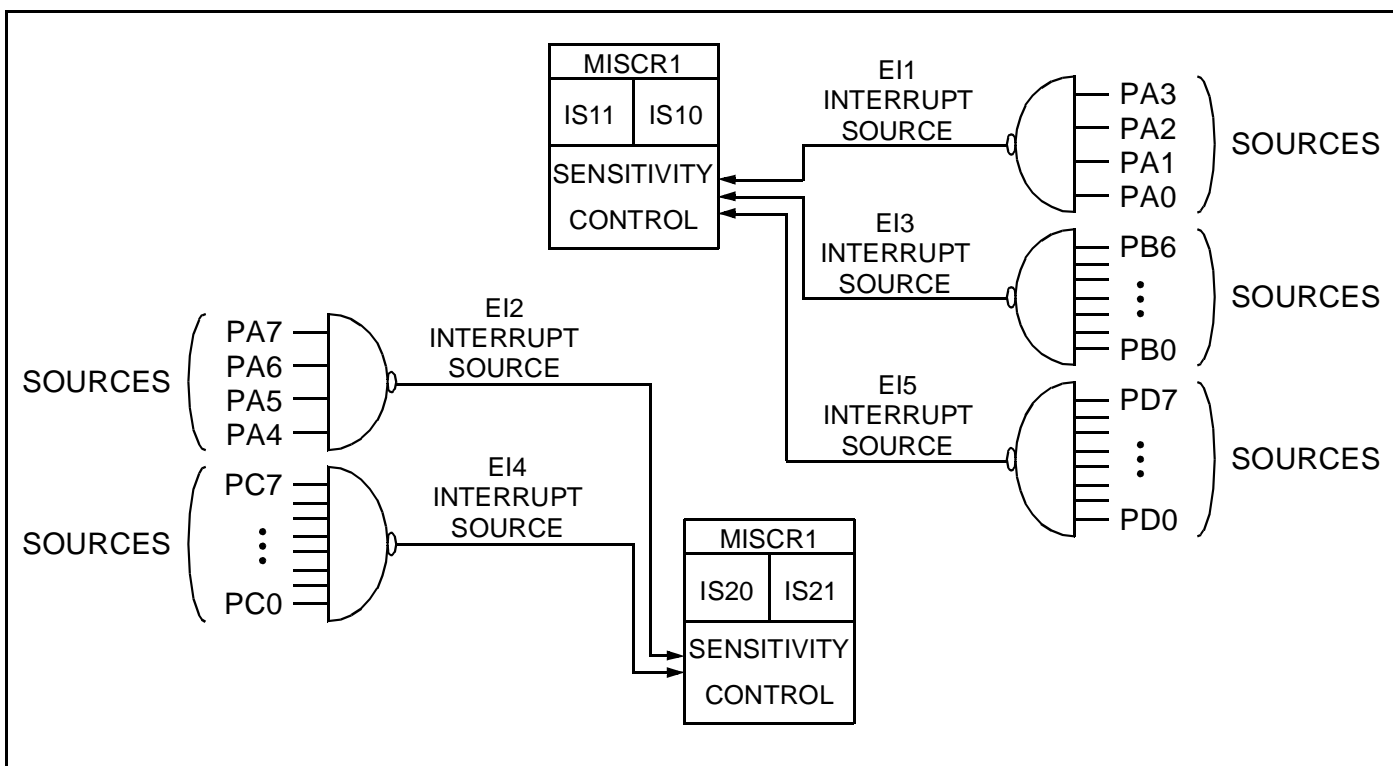 MISCR1
IS11 IS10
SENSITIVITY
CONTROL
EI1
INTERRUPT
SOURCE
PA3
PA2
PA1
PA0
SOURCES
EI3
INTERRUPT
SOURCE
PB6
PB0
SOURCES
EI5
INTERRUPT
SOURCE
PD7
PD0
SOURCES
SOURCES
PA7
PA6
PA5
PA4
EI2
INTERRUPT
SOURCE
SOURCES
PC7
PC0
EI4
INTERRUPT
SOURCE
MISCR1
IS20 IS21
SENSITIVITY
CONTROL